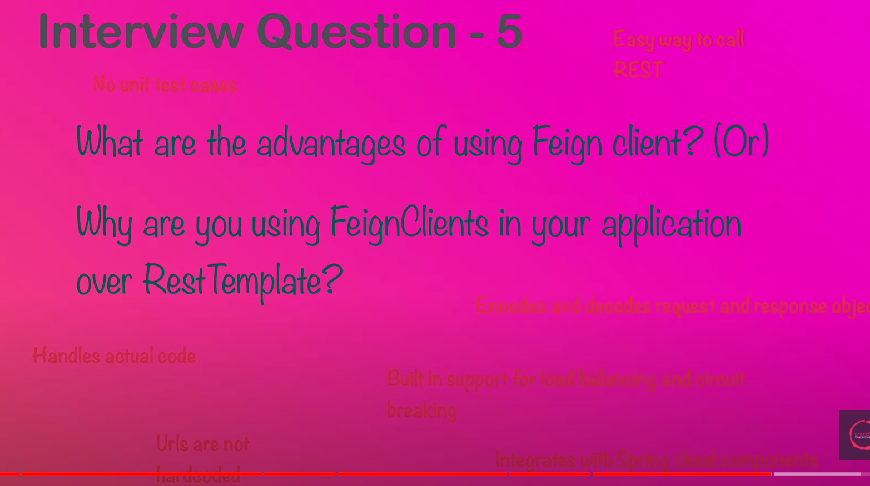 Interview Question - 5
Easy way to call
REST
No unit test cases
What are the advantages of using Feign client? (Or)
Why are you using FeignClients in your application
over RestTemplate?
Encodes and decodes request and response objec
Handles actual code
Built in support for load balancing and circuit
breaking
Urls are not
hardcoded
Integrates with Spring cloud components